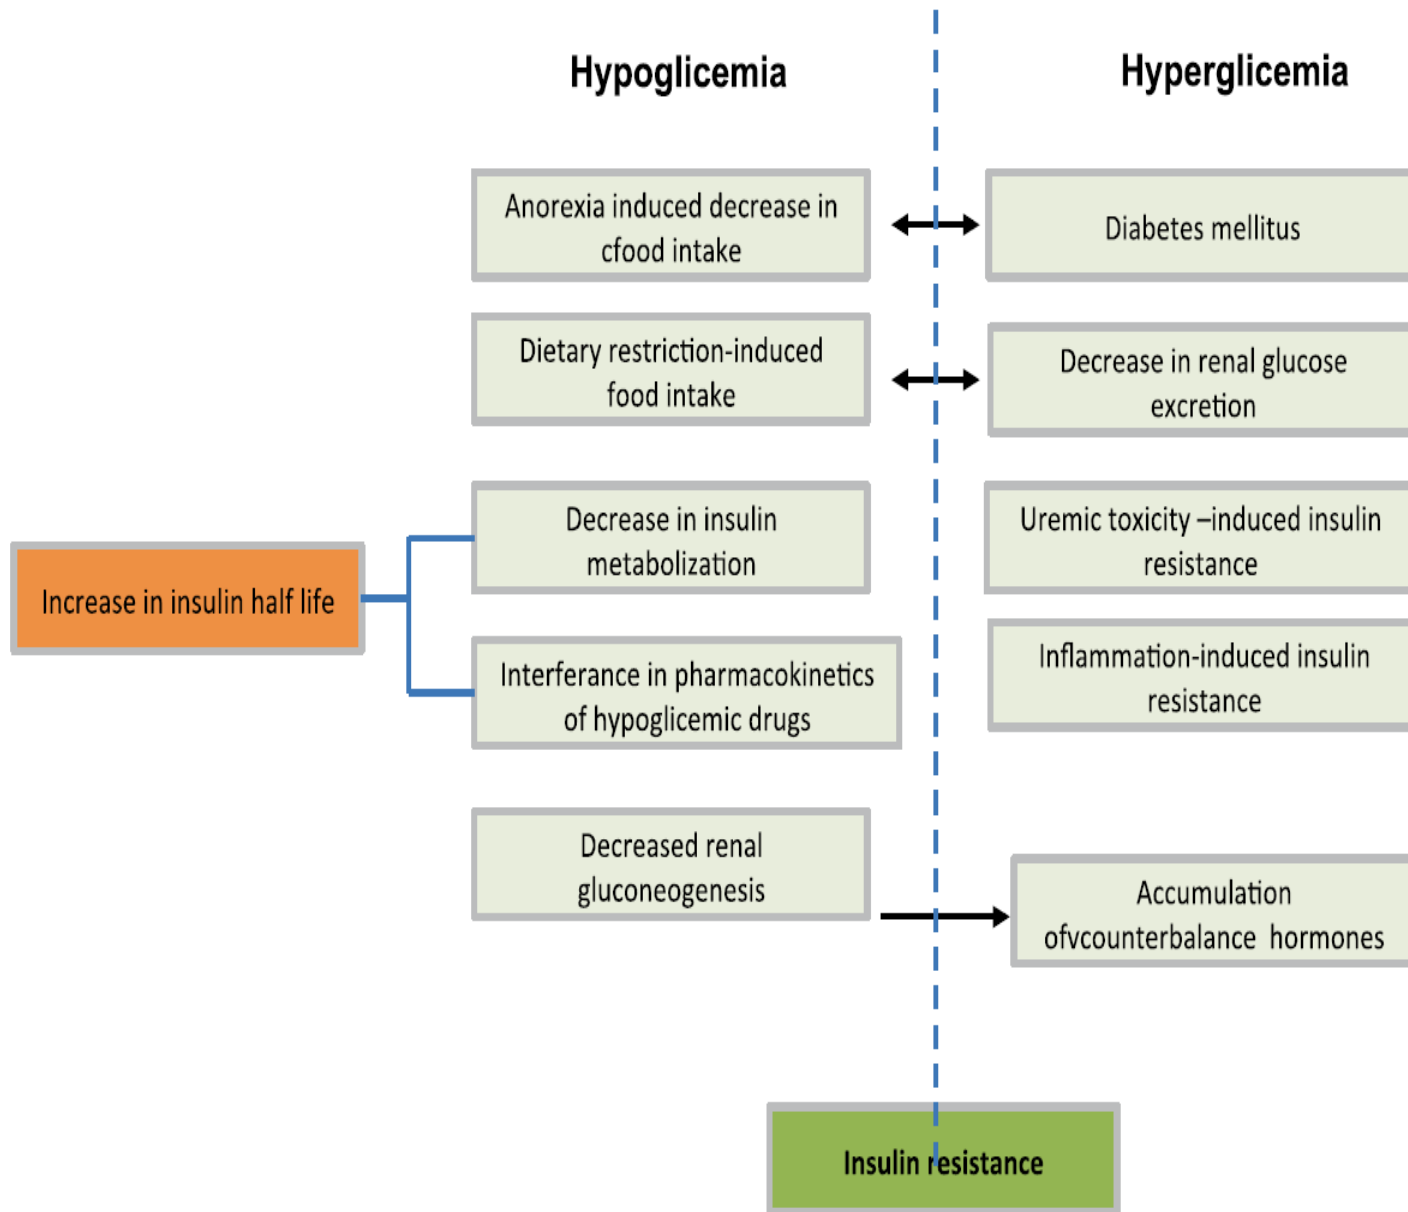 Hypoglicemia
Hyperglicemia
Anorexia induced decrease in
cfood intake
Diabetes mellitus
Dietary restriction-induced
food intake
Decrease in renal glucose
excretion
Decrease in insulin
metabolization
Uremic toxicity –induced insulin
resistance
Increase in insulin half life
Interferance in pharmacokinetics
of hypoglicemic drugs
Inflammation-induced insulin
resistance
Decreased renal
gluconeogenesis
Accumulation
ofvcounterbalance hormones
Insulin resistance